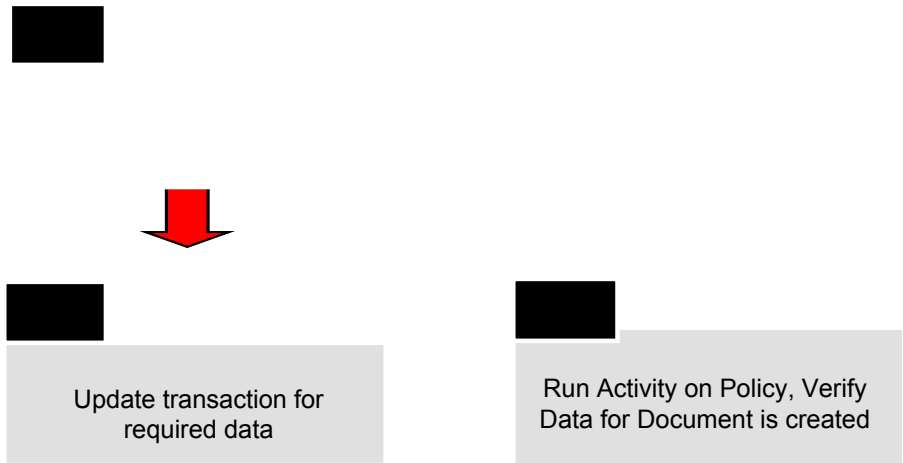 Update transaction for
required data
Run Activity on Policy, Verify
Data for Document is created